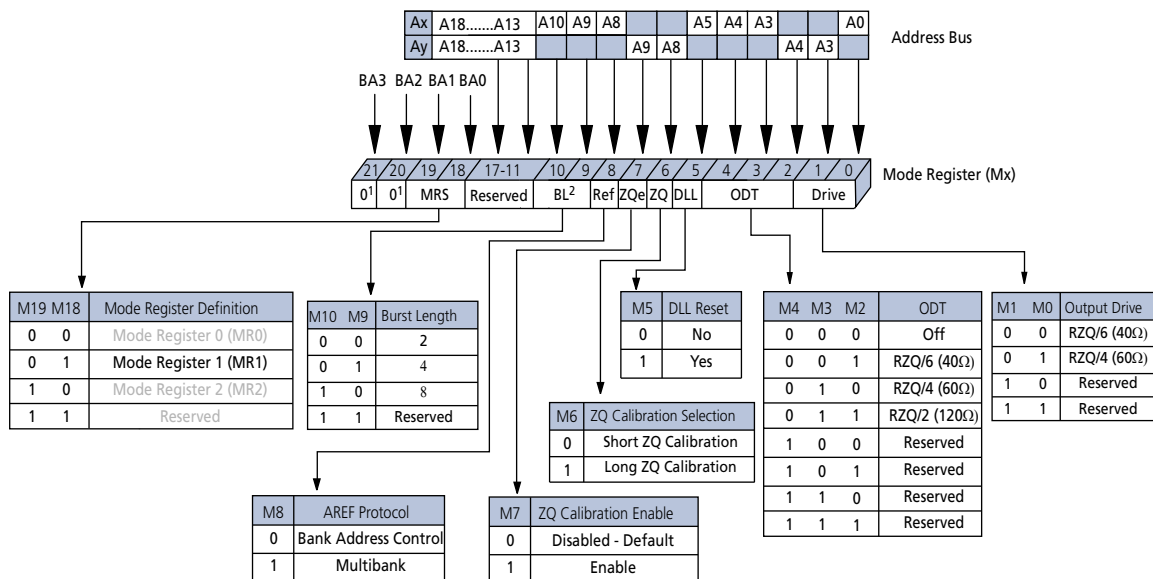 Ax A18.......A13 A10 A9 A8 A5 A4 A3 A0
Ay A18.......A13 A9 A8 A4 A3
Address Bus
BA3 BA2 BA1 BA0
21 20 19 18 17-11 10 9 8 7 6 5 4 3 2 1 0
Mode Register (Mx)
0¹ 0¹ MRS Reserved BL² Ref ZQe ZQ DLL ODT Drive
M19 M18 Mode Register Definition
0 0 Mode Register 0 (MR0)
0 1 Mode Register 1 (MR1)
1 0 Mode Register 2 (MR2)
1 1 Reserved
M10 M9 Burst Length
0 0 2
0 1 4
1 0 8
1 1 Reserved
M5 DLL Reset
0 No
1 Yes
M4 M3 M2 ODT
0 0 0 Off
0 0 1 RZQ/6 (40Ω)
0 1 0 RZQ/4 (60Ω)
0 1 1 RZQ/2 (120Ω)
1 0 0 Reserved
1 0 1 Reserved
1 1 0 Reserved
1 1 1 Reserved
M1 M0 Output Drive
0 0 RZQ/6 (40Ω)
0 1 RZQ/4 (60Ω)
1 0 Reserved
1 1 Reserved
M6 ZQ Calibration Selection
0 Short ZQ Calibration
1 Long ZQ Calibration
M8 AREF Protocol
0 Bank Address Control
1 Multibank
M7 ZQ Calibration Enable
0 Disabled - Default
1 Enable